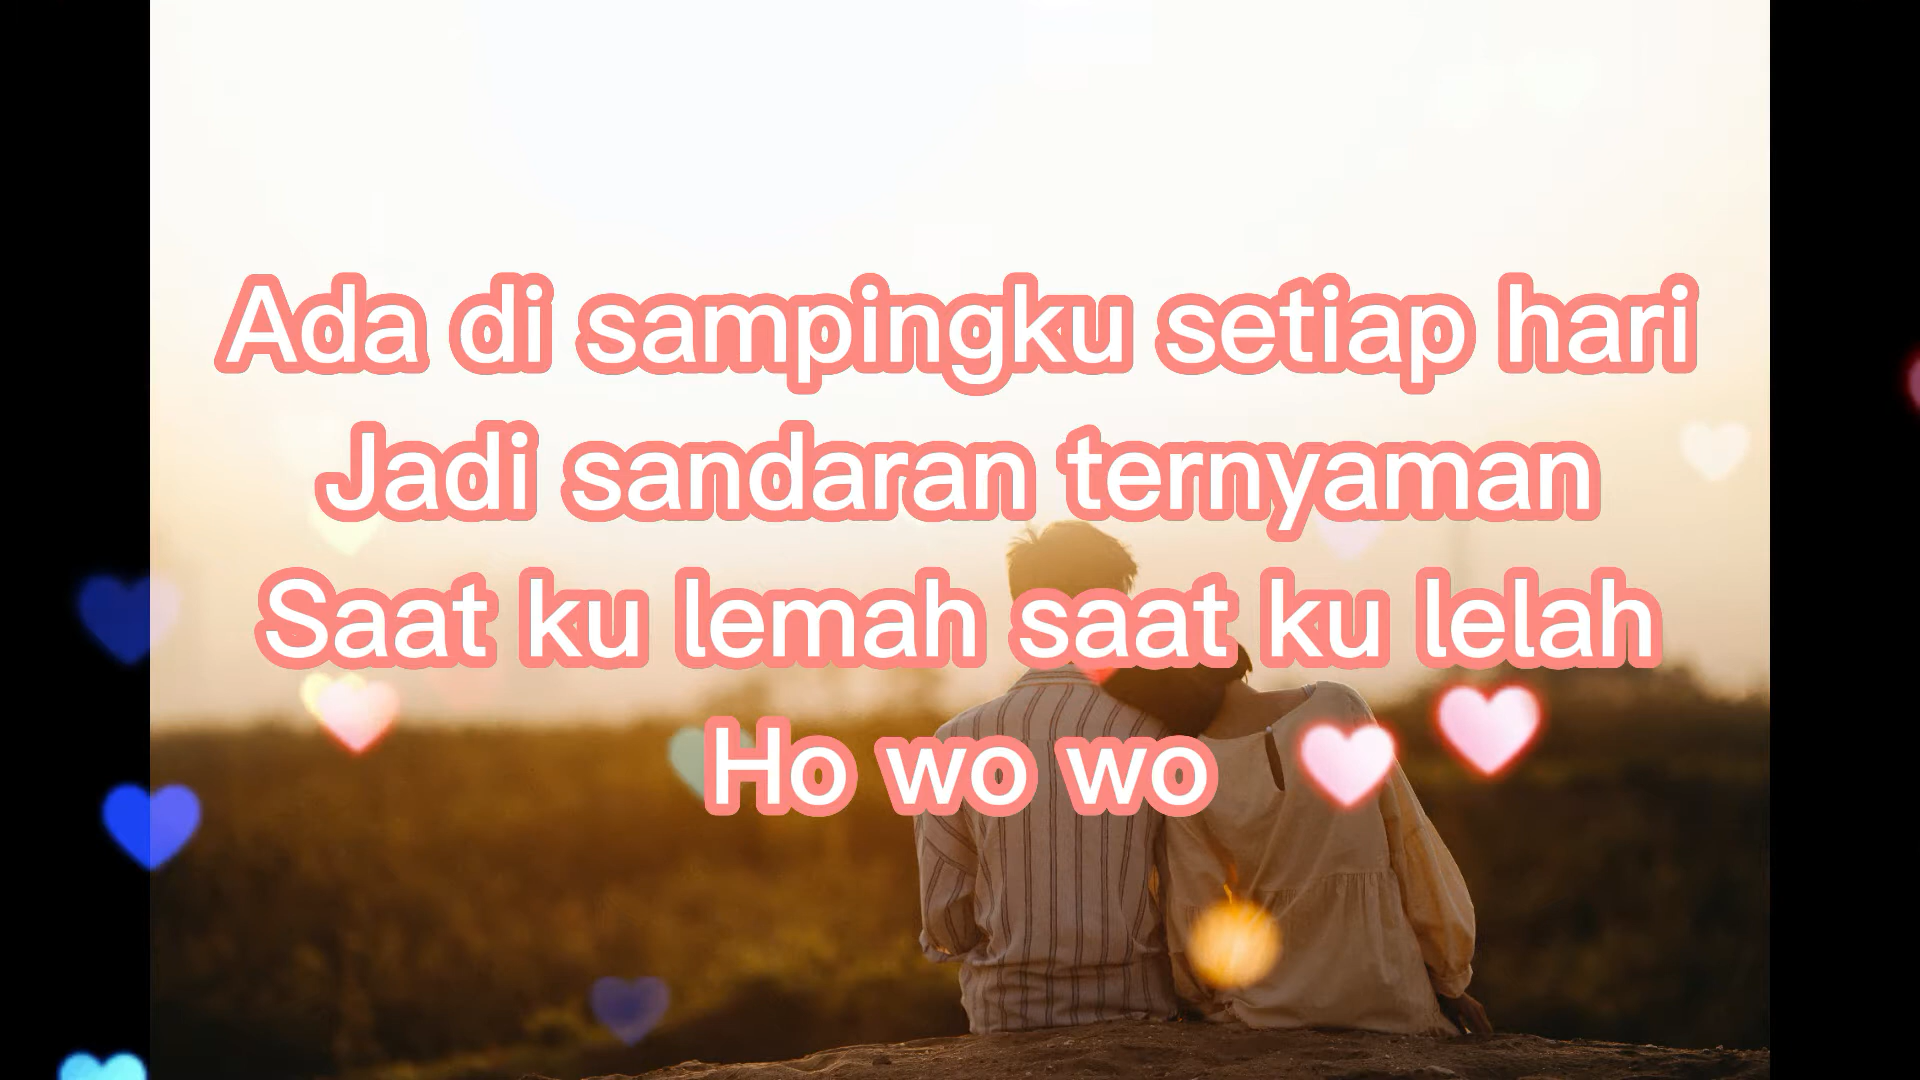 Ada di sampingku setiap hari
Jadi sandaran ternyaman
Saat ku lemah saat ku lelah
Ho wo wo